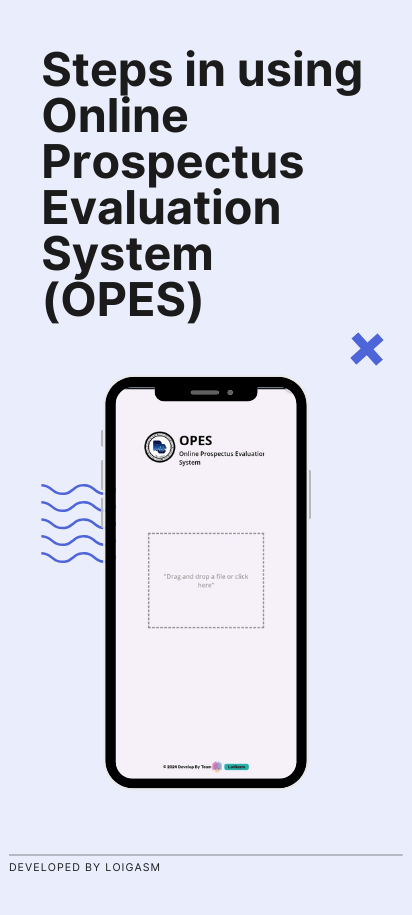 Steps in using
Online
Prospectus
Evaluation
System
(OPES)
OPES
Online Prospectus Evaluation
System
"Drag and drop a file or click
here"
© 2024 Develop By Team
DEVELOPED BY LOIGASM